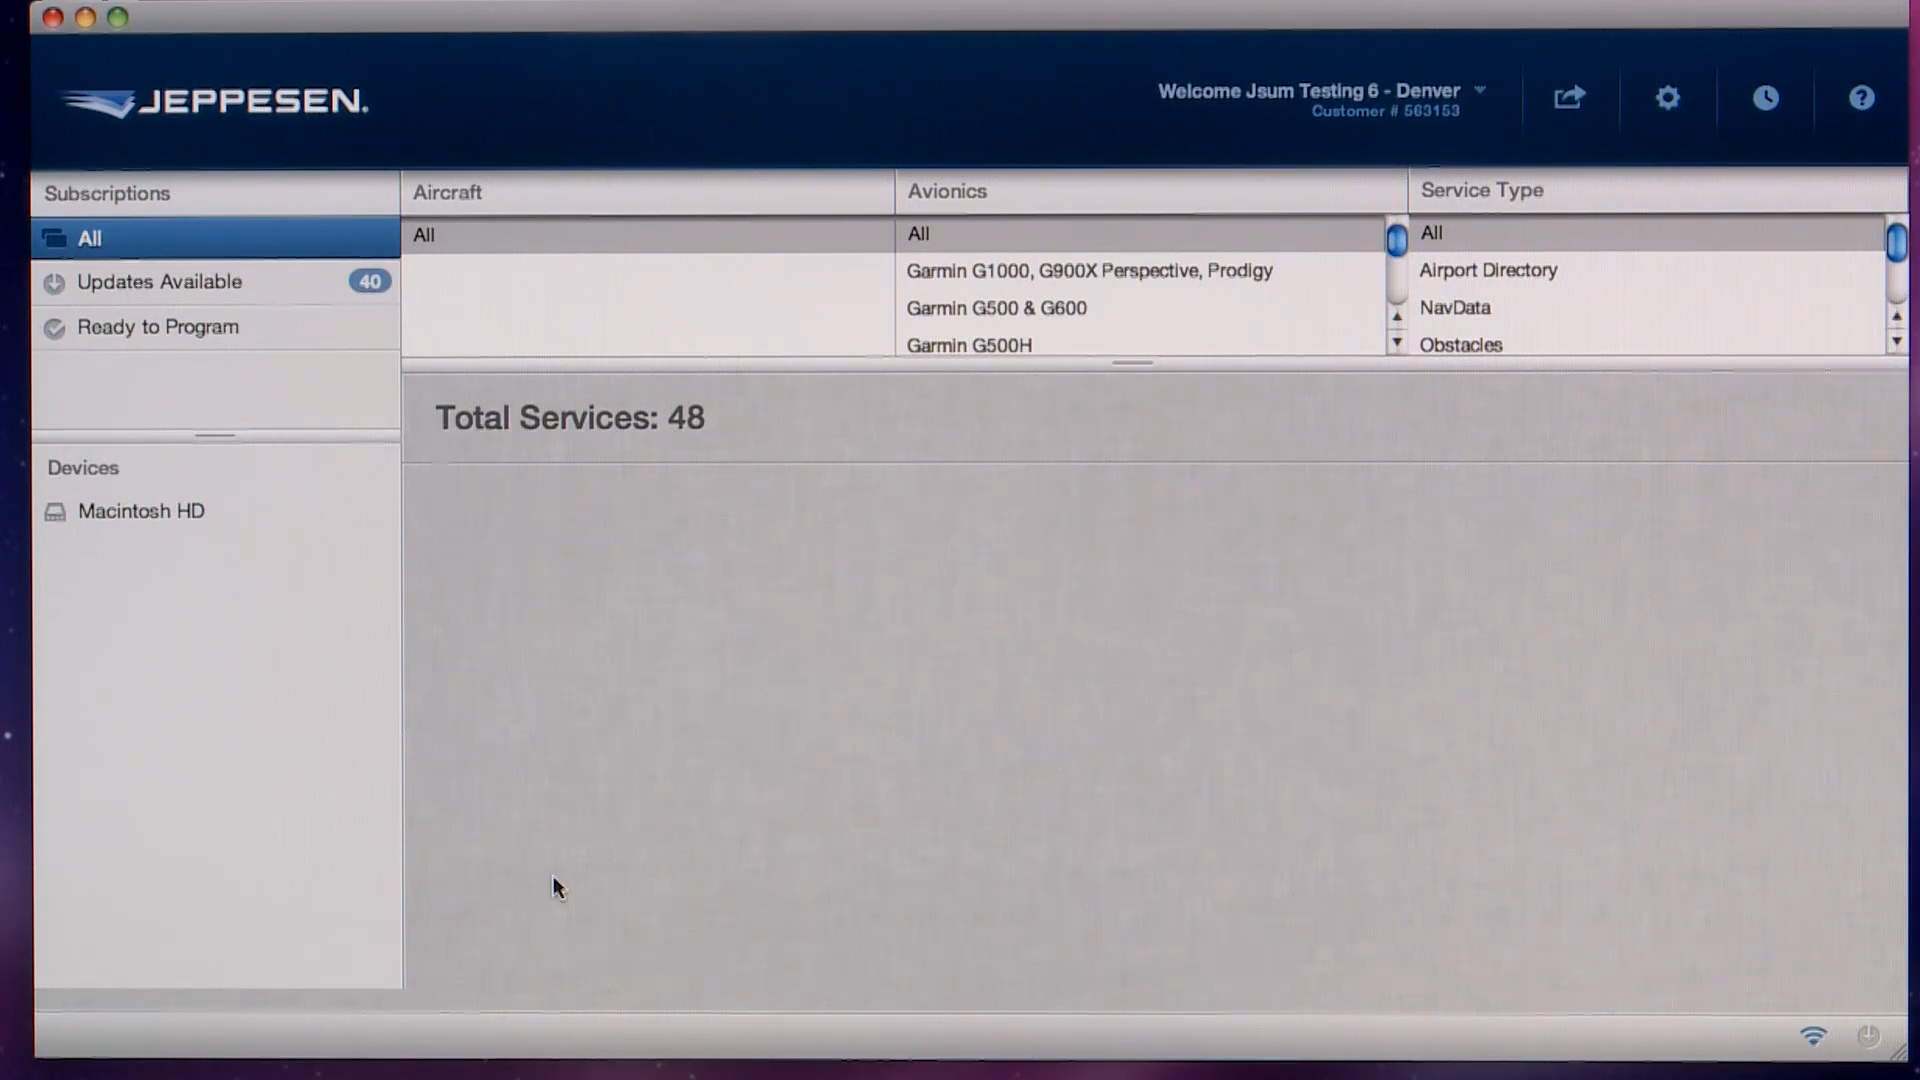 JEPPESEN.
Welcome Jsum Testing 6 - Denver
Customer # 563153
Subscriptions
Aircraft
Avionics
Service Type
All
All
All
All
Updates Available
40
Garmin G1000, G900X Perspective, Prodigy
Airport Directory
Ready to Program
Garmin G500 & G600
NavData
Garmin G500H
Obstacles
Total Services: 48
Devices
Macintosh HD